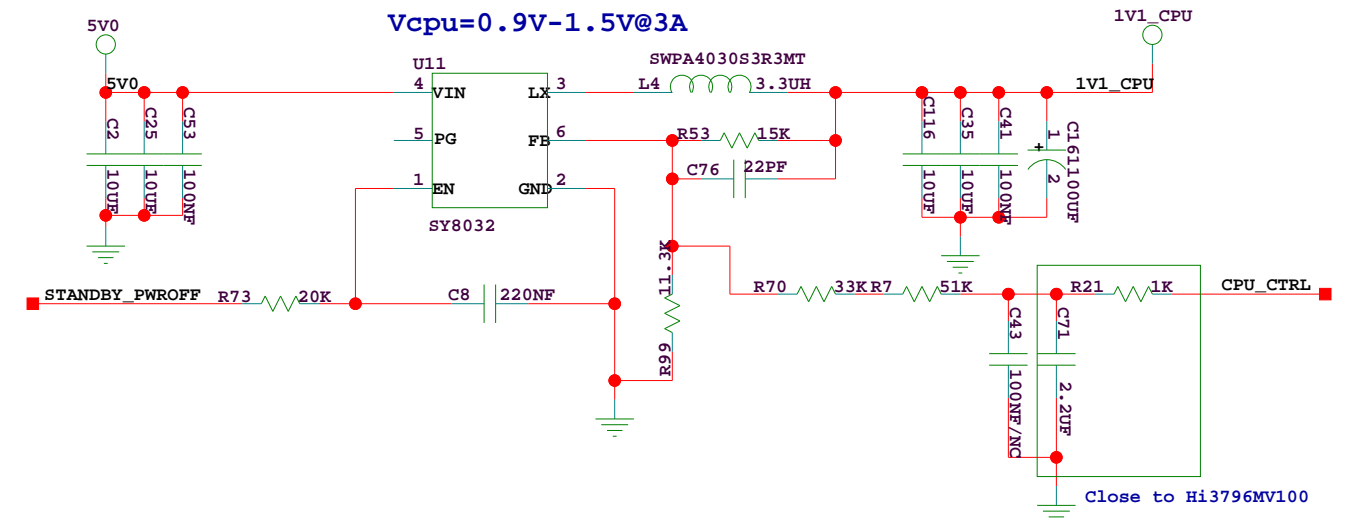 Vcpu=0.9V-1.5V@3A
5V0
1V1_CPU
SWPA4030S3R3MT
U11
5V0
4
VIN
LX
3
L4
3.3UH
1V1_CPU
C2
C25
C53
10UF
10UF
100NF
5
PG
FB
6
R53
15K
C76
22PF
C116
C35
C41
1
+
C161
100UF
2
10UF
10UF
100NF
1
EN
GND
2
SY8032
STANDBY_PWROFF
R73
20K
C8
220NF
11.3K
R99
R70
33K
R7
51K
R21
1K
CPU_CTRL
C43
C71
100NF/NC
2.2UF
Close to Hi3796MV100